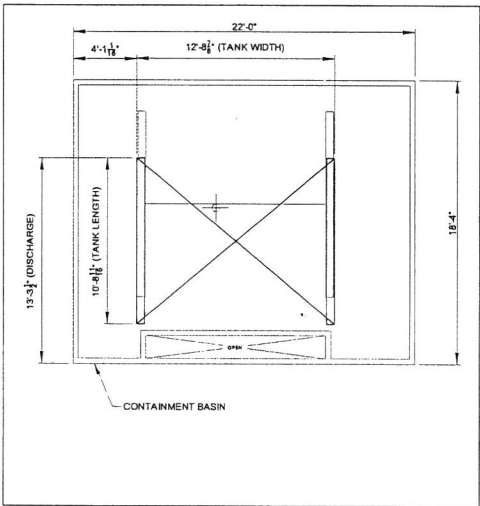 22'-0"
4'-1 1/16"
12'-8 7/8" (TANK WIDTH)
13'-3 1/2" (DISCHARGE)
10'-8 11/16" (TANK LENGTH)
18'-4"
OPEN
CONTAINMENT BASIN